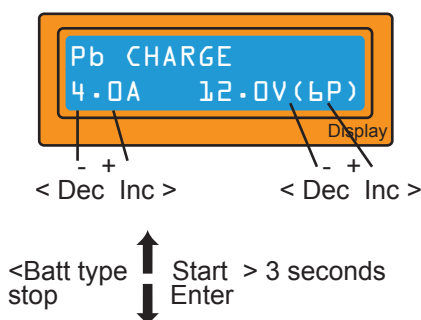 Pb CHARGE
4.0A 12.0V(6P)
Display
- + - +
< Dec Inc > < Dec Inc >
<Batt type Start > 3 seconds
stop Enter